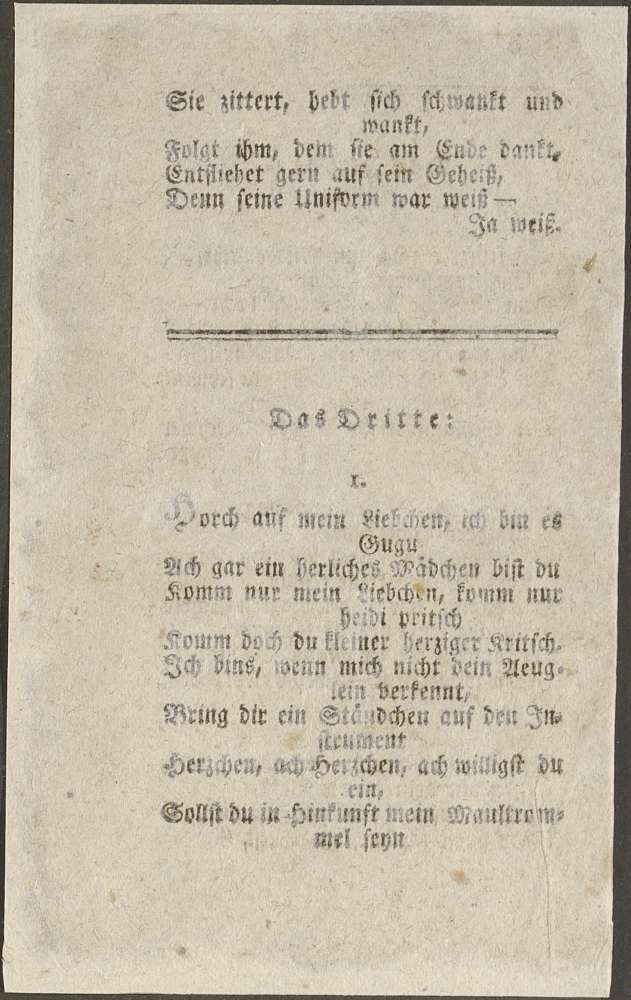 Sie zittert, hebt sich schwankt und
wankt,
Folgt ihm, dem sie am Ende dankt,
Entfliehet gern auf sein Geheiß,
Denn seine Uniform war weiß —
Ja weiß.
Das Dritte:
1.
Horch auf mein Liebchen, ich bin es
Gugu
Ach gar ein herliches Mädchen bist du
Komm nur mein Liebchen, komm nur
heidi pritsch
Komm doch du kleiner herziger Kritsch.
Ich bins, wenn mich nicht dein Aeug-
lein verkennt,
Bring dir ein Ständchen auf den In-
strument
Herzchen, ach Herzchen, ach willigst du
ein,
Sollst du in Hinkunft mein Maultrom-
mel seyn